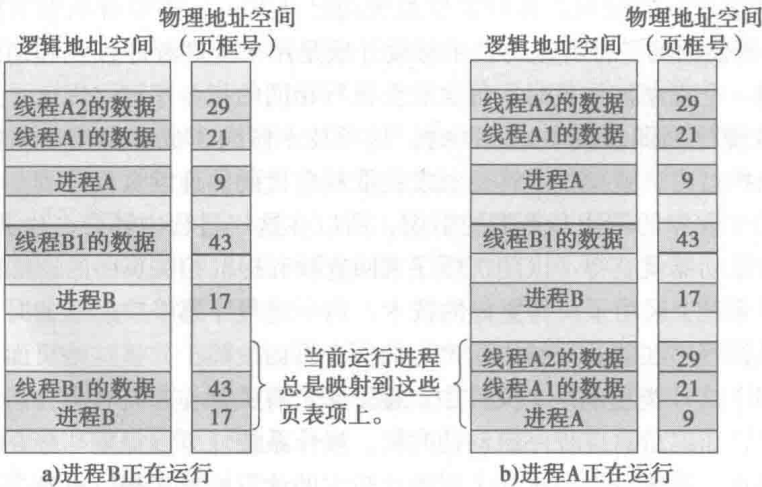 物理地址空间
逻辑地址空间 （页框号）
线程A2的数据 29
线程A1的数据 21
进程A 9
线程B1的数据 43
进程B 17
线程B1的数据 43
进程B 17
a)进程B正在运行
当前运行进程
总是映射到这些
页表项上。
物理地址空间
逻辑地址空间 （页框号）
线程A2的数据 29
线程A1的数据 21
进程A 9
线程B1的数据 43
进程B 17
线程A2的数据 29
线程A1的数据 21
进程A 9
b)进程A正在运行